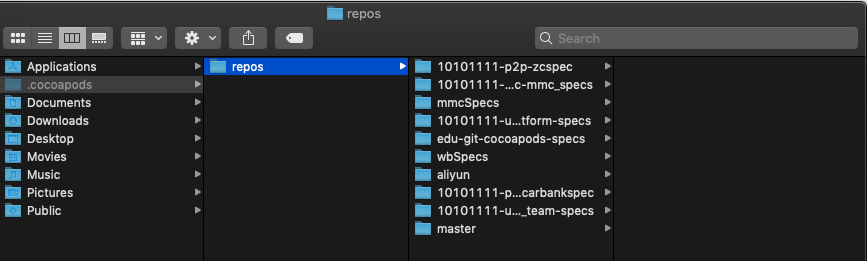 repos
Search
Applications
.cocoapods
Documents
Downloads
Desktop
Movies
Music
Pictures
Public
repos
10101111-p2p-zcspec
10101111-...c-mmc_specs
mmcSpecs
10101111-u...tform-specs
edu-git-cocoapods-specs
wbSpecs
aliyun
10101111-p...carbankspec
10101111-u..._team-specs
master